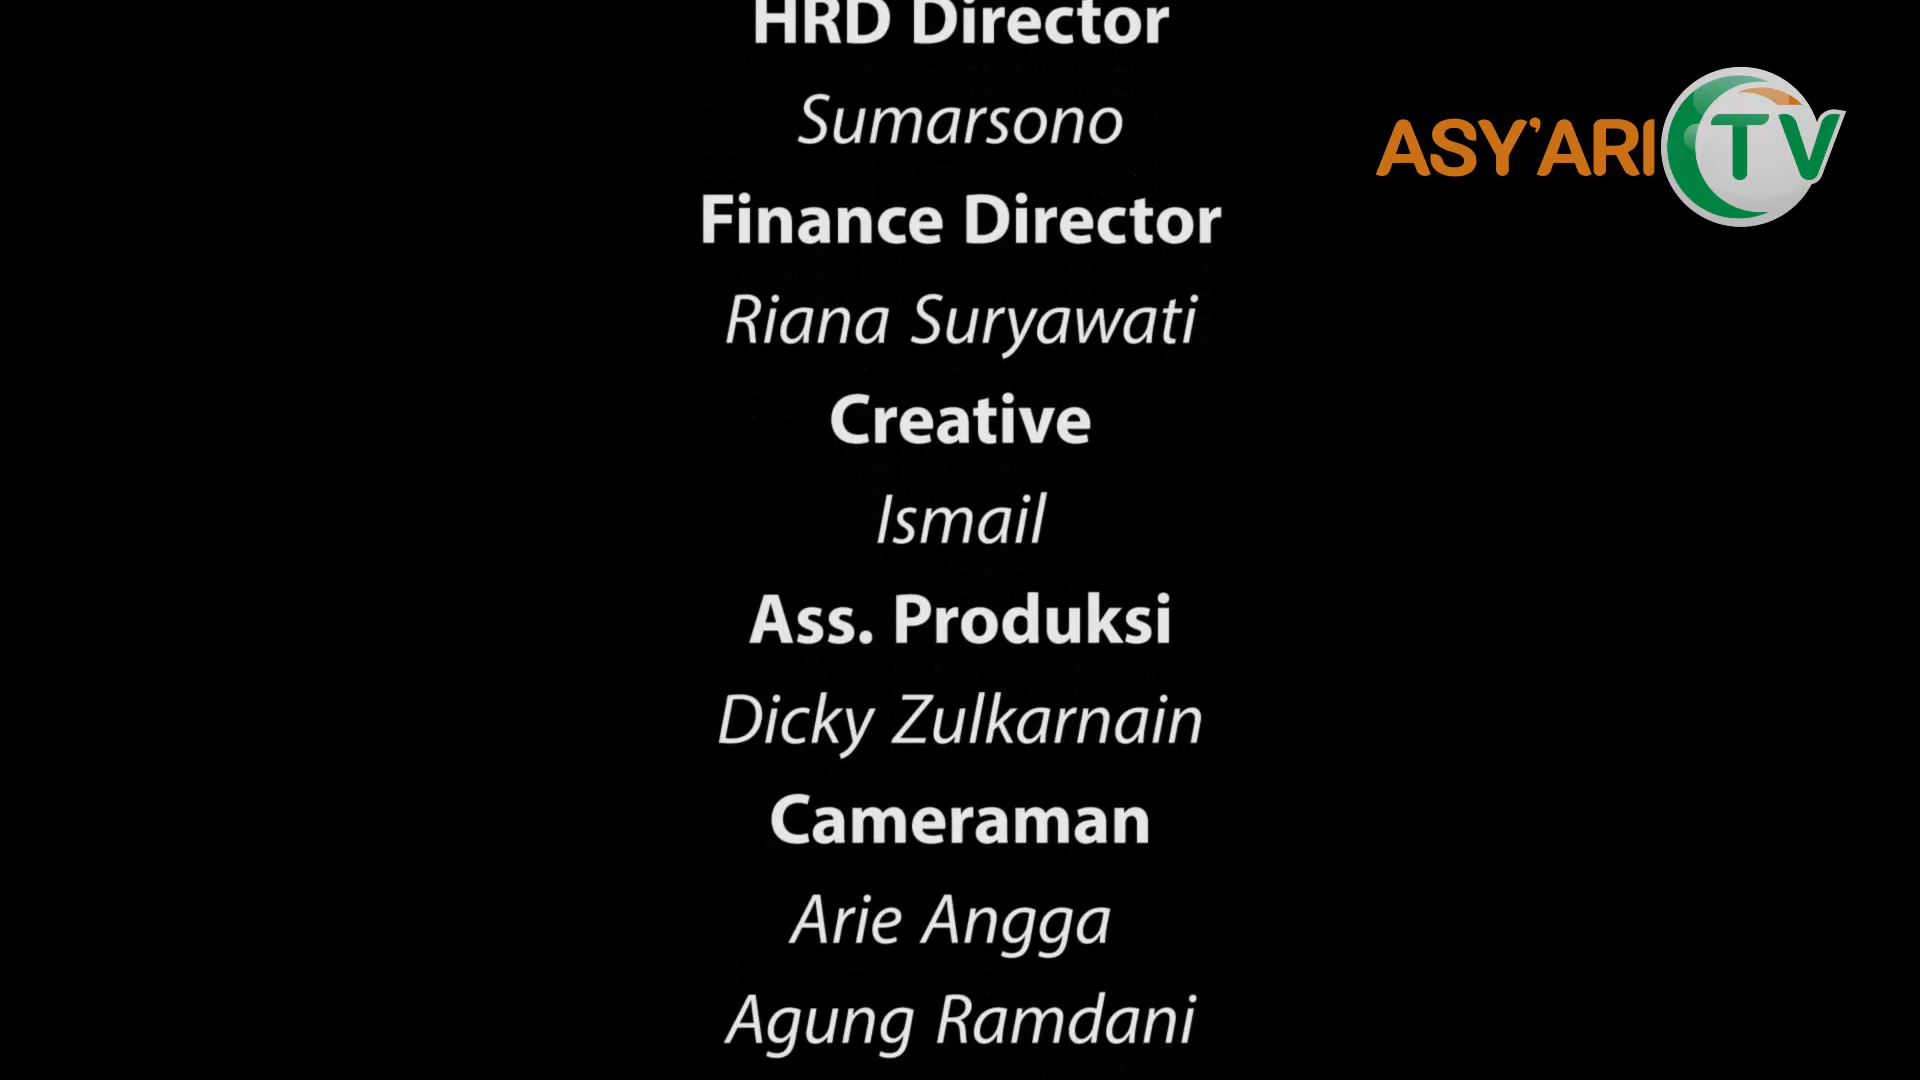 HRD Director
Sumarsono
ASY'ARI TV
Finance Director
Riana Suryawati
Creative
Ismail
Ass. Produksi
Dicky Zulkarnain
Cameraman
Arie Angga
Agung Ramdani